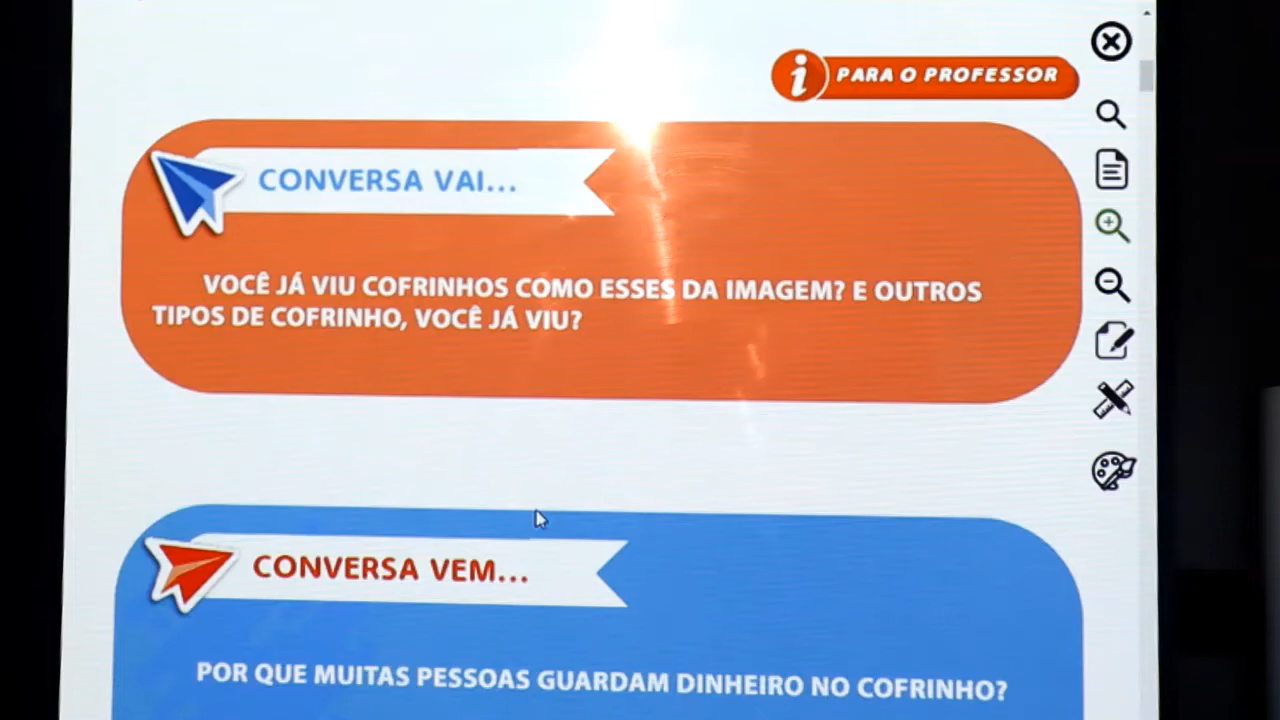 PARA O PROFESSOR
CONVERSA VAI...
VOCÊ JÁ VIU COFRINHOS COMO ESSES DA IMAGEM? E OUTROS
TIPOS DE COFRINHO, VOCÊ JÁ VIU?
CONVERSA VEM...
POR QUE MUITAS PESSOAS GUARDAM DINHEIRO NO COFRINHO?